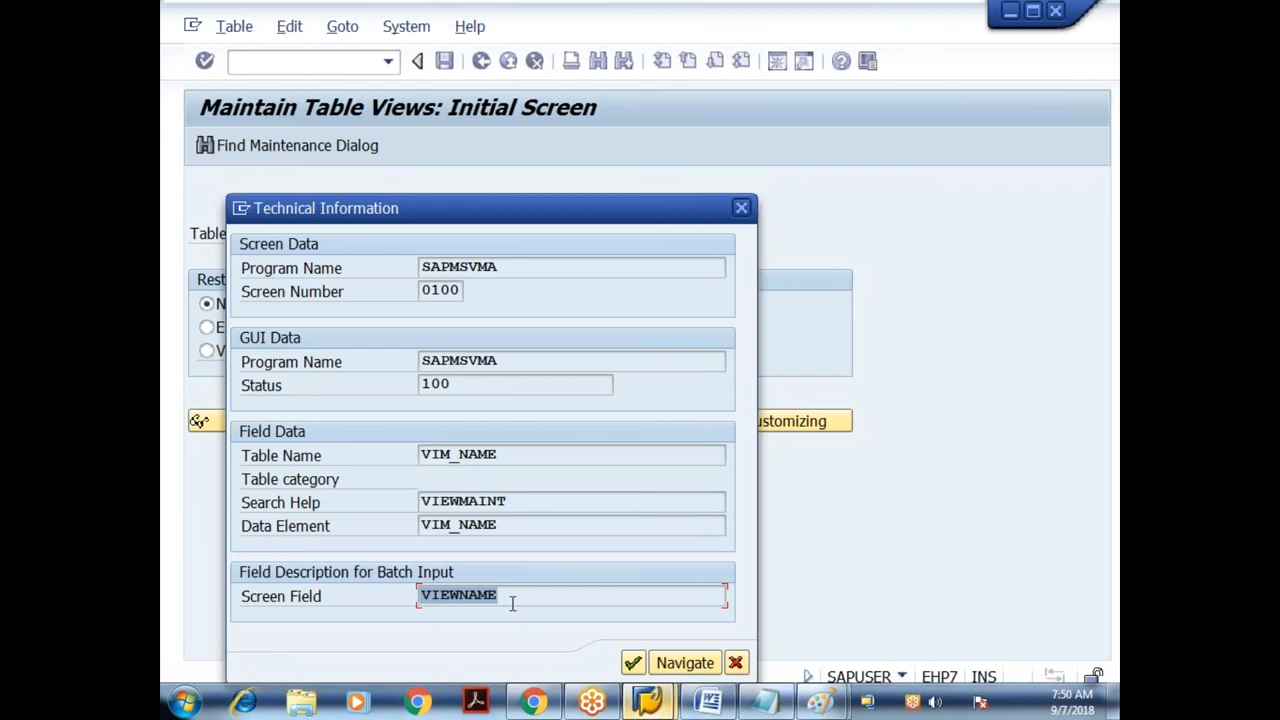 Table Edit Goto System Help
Maintain Table Views: Initial Screen
Find Maintenance Dialog
Technical Information
Table
Screen Data
Program Name SAPMSVMA
Rest
Screen Number 0100
N
E
GUI Data
V
Program Name SAPMSVMA
Status 100
ustomizing
Field Data
Table Name VIM_NAME
Table category
Search Help VIEWMAINT
Data Element VIM_NAME
Field Description for Batch Input
Screen Field VIEWNAME
Navigate
SAPUSER EHP7 INS
7:50 AM
9/7/2018